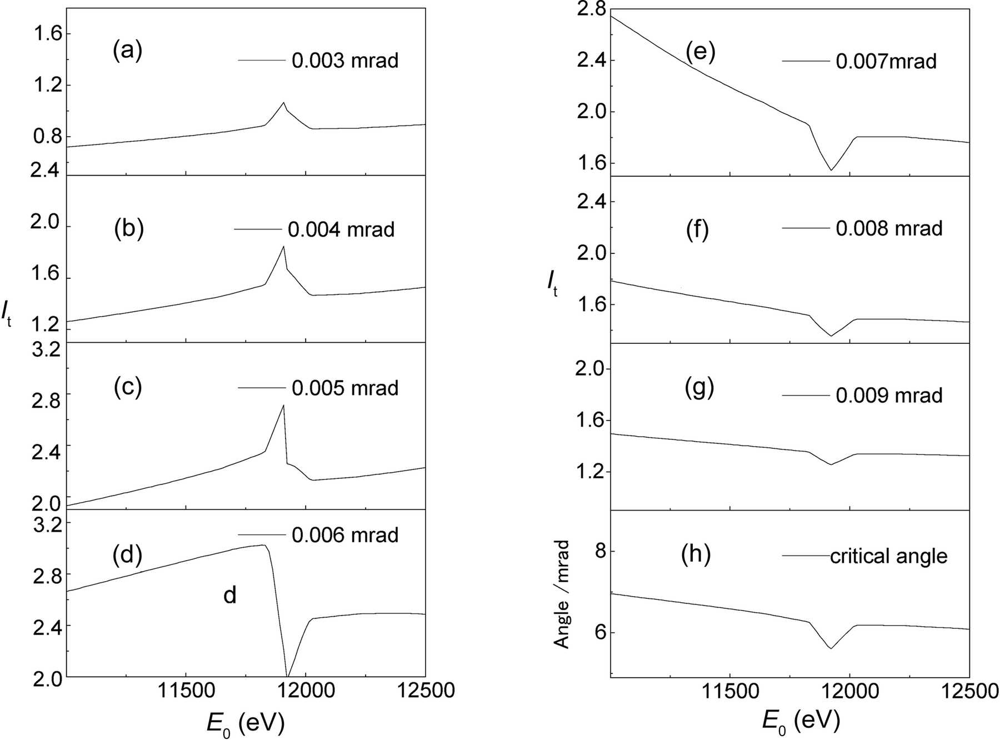 1.6
(a)
0.003 mrad
1.2
0.8
2.4
2.0
(b)
0.004 mrad
1.6
1.2
It
3.2
(c)
0.005 mrad
2.8
2.4
2.0
3.2
0.006 mrad
(d)
2.8
d
2.4
2.0
11500 12000 12500
E0 (eV)
2.8
(e)
0.007mrad
2.4
2.0
1.6
2.4
(f)
0.008 mrad
2.0
It
1.6
2.0
(g)
0.009 mrad
1.6
1.2
8
(h)
critical angle
Angle /mrad
6
11500 12000 12500
E0 (eV)